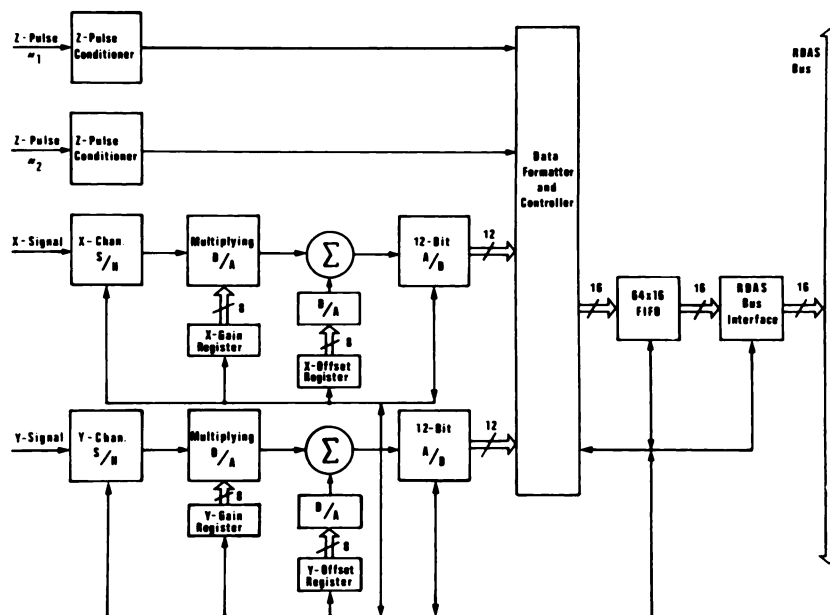 Z-Pulse
#1
Z-Pulse
Conditioner
RDAS
Bus
Z-Pulse
#2
Z-Pulse
Conditioner
Data
Formatter
and
Controller
X-Signal
X-Chan.
S/H
Multiplying
D/A
Σ
12-Bit
A/D
12
8
D/A
X-Gain
Register
8
X-Offset
Register
16
64x16
FIFO
16
RDAS
Bus
Interface
16
Y-Signal
Y-Chan.
S/H
Multiplying
D/A
Σ
12-Bit
A/D
12
8
D/A
Y-Gain
Register
8
Y-Offset
Register